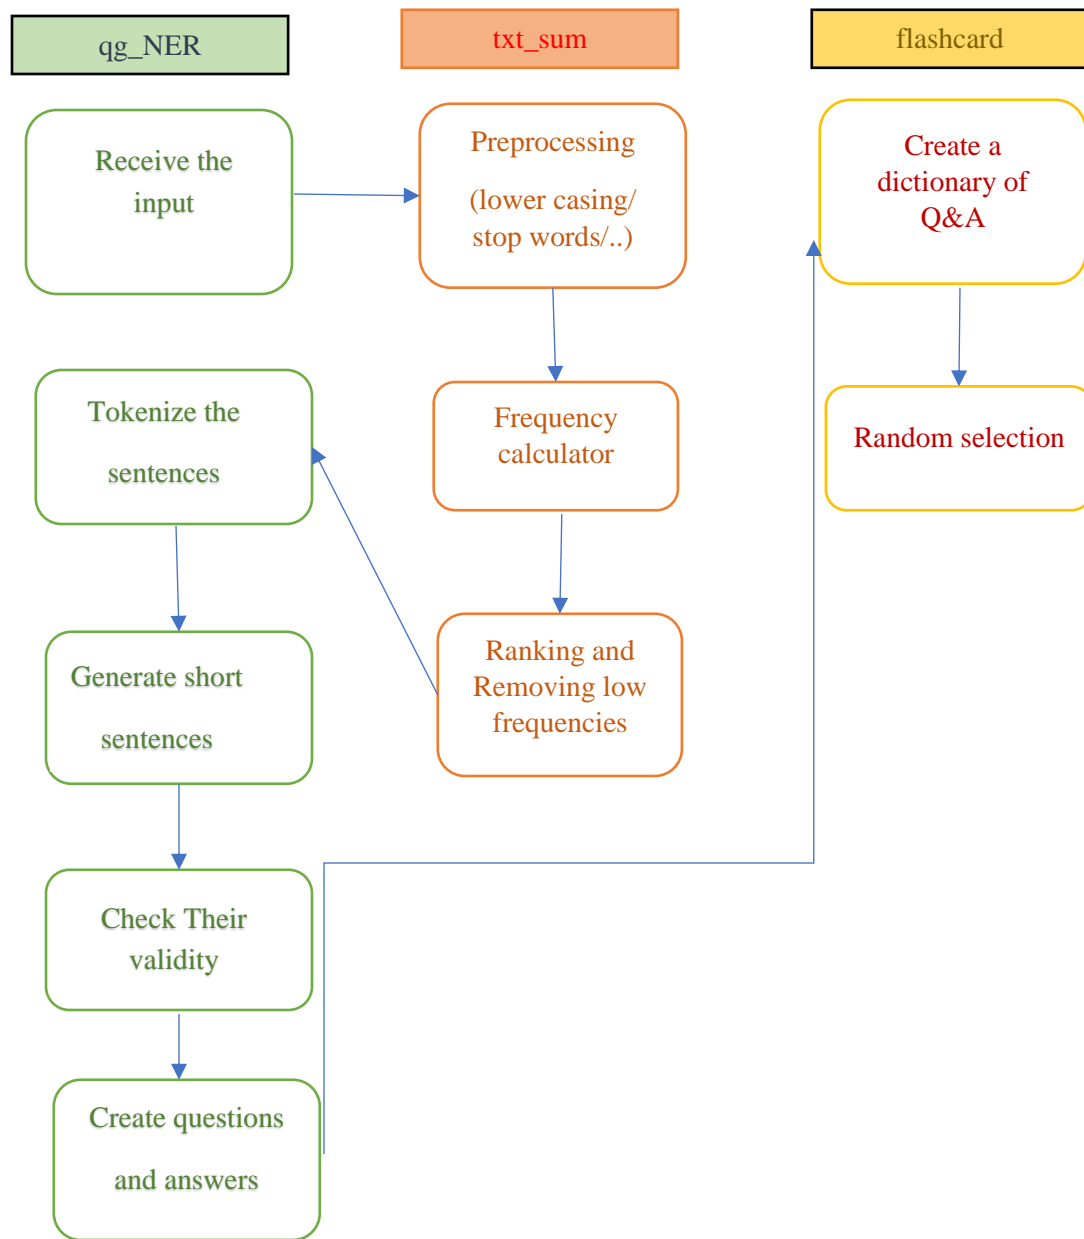 qg_NER
txt_sum
flashcard
Receive the
input
Preprocessing
(lower casing/
stop words/..)
Create a
dictionary of
Q&A
Tokenize the
sentences
Frequency
calculator
Random selection
Generate short
sentences
Ranking and
Removing low
frequencies
Check Their
validity
Create questions
and answers